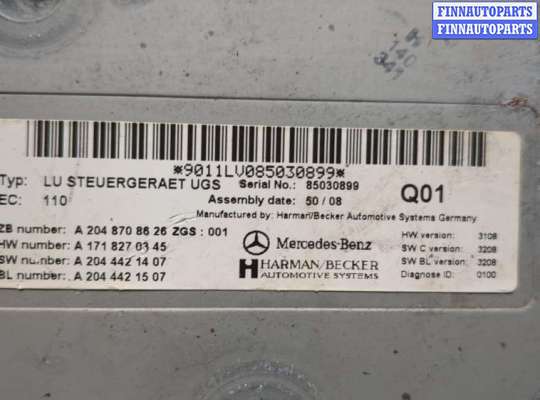 FINNAUTOPARTS
FINNAUTOPARTS
FINNAUTOPARTS
*9011LV085030899*
Typ: LU STEUERGERAET UGS Serial No.: 85030899 Q01
EC: 110 Assembly date: 50/08
Manufactured by: Harman/Becker Automotive Systems Germany
ZB number: A 204 870 86 26 ZGS: 001
HW number: A 171 827 03 45
SW number: A 204 442 14 07
BL number: A 204 442 15 07
Mercedes-Benz
HARMAN/BECKER
AUTOMOTIVE SYSTEMS
HW version: 3108
SW C version: 3208
SW BL version: 3208
Diagnose ID: 0100